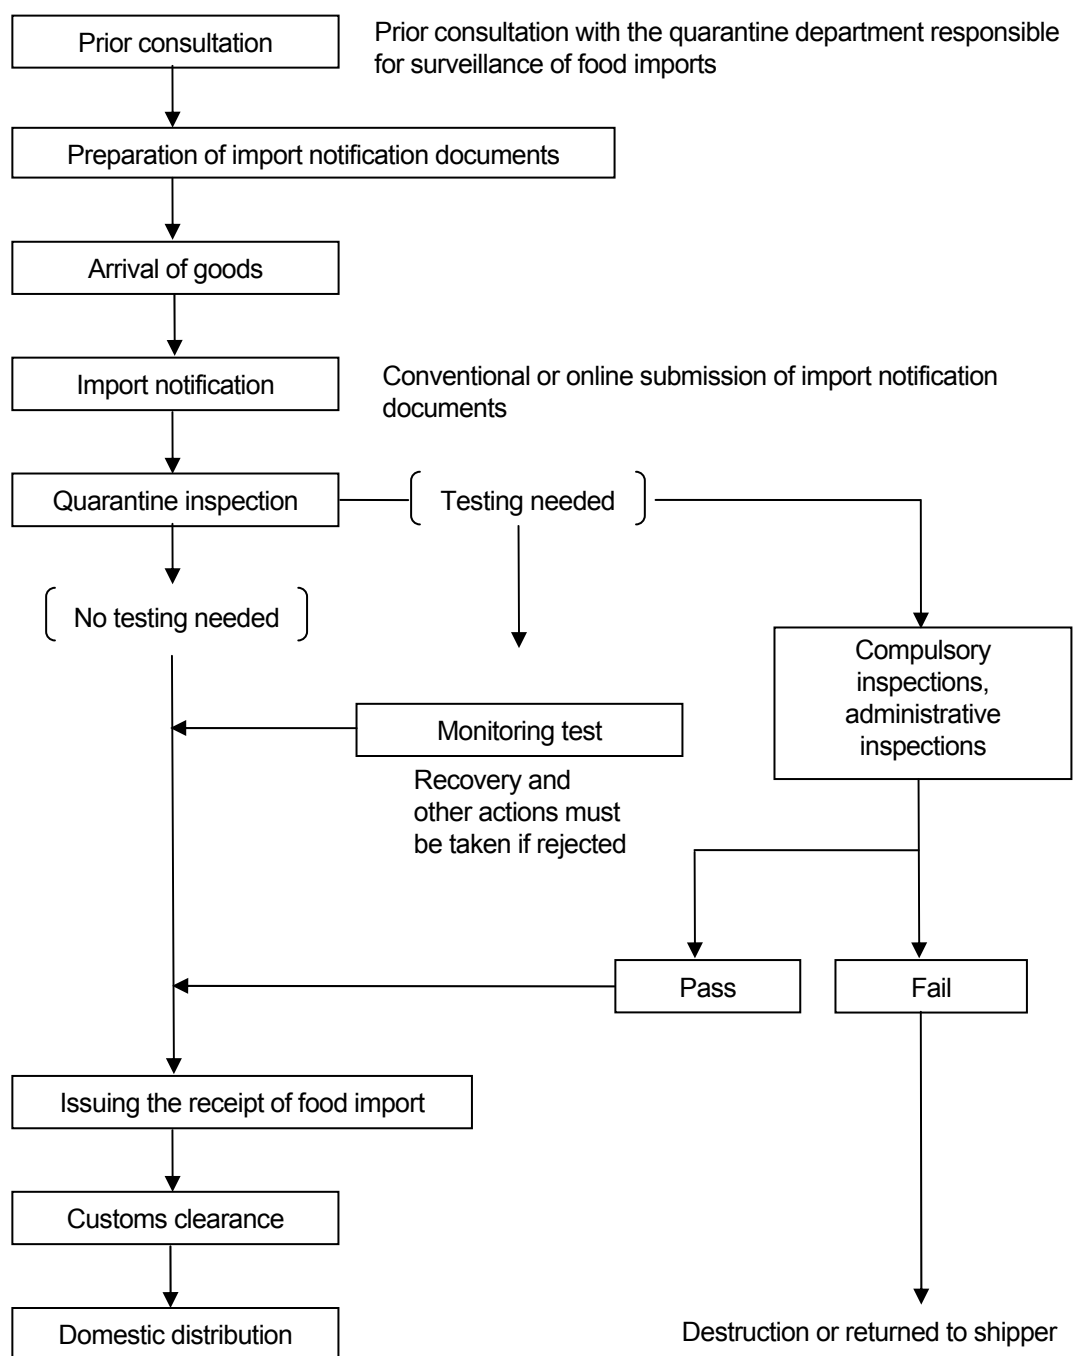 Prior consultation
Prior consultation with the quarantine department responsible
for surveillance of food imports
Preparation of import notification documents
Arrival of goods
Import notification
Conventional or online submission of import notification
documents
Quarantine inspection
Testing needed
No testing needed
Compulsory
inspections,
administrative
inspections
Monitoring test
Recovery and
other actions must
be taken if rejected
Pass
Fail
Issuing the receipt of food import
Customs clearance
Domestic distribution
Destruction or returned to shipper